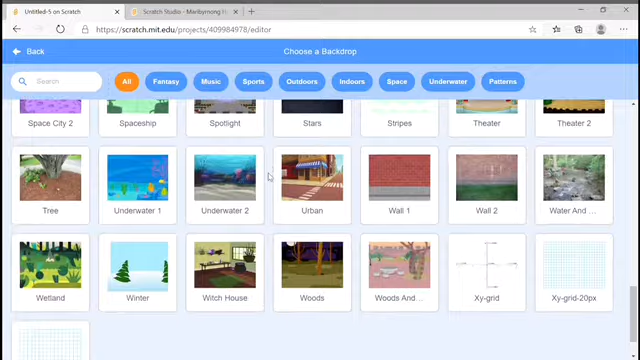 Untitled-5 on Scratch
Scratch Studio - Maribyrnong H
https://scratch.mit.edu/projects/409984978/editor
Back
Choose a Backdrop
Search
All
Fantasy
Music
Sports
Outdoors
Indoors
Space
Underwater
Patterns
Space City 2
Spaceship
Spotlight
Stars
Stripes
Theater
Theater 2
Tree
Underwater 1
Underwater 2
Urban
Wall 1
Wall 2
Water And ...
Wetland
Winter
Witch House
Woods
Woods And...
Xy-grid
Xy-grid-20px